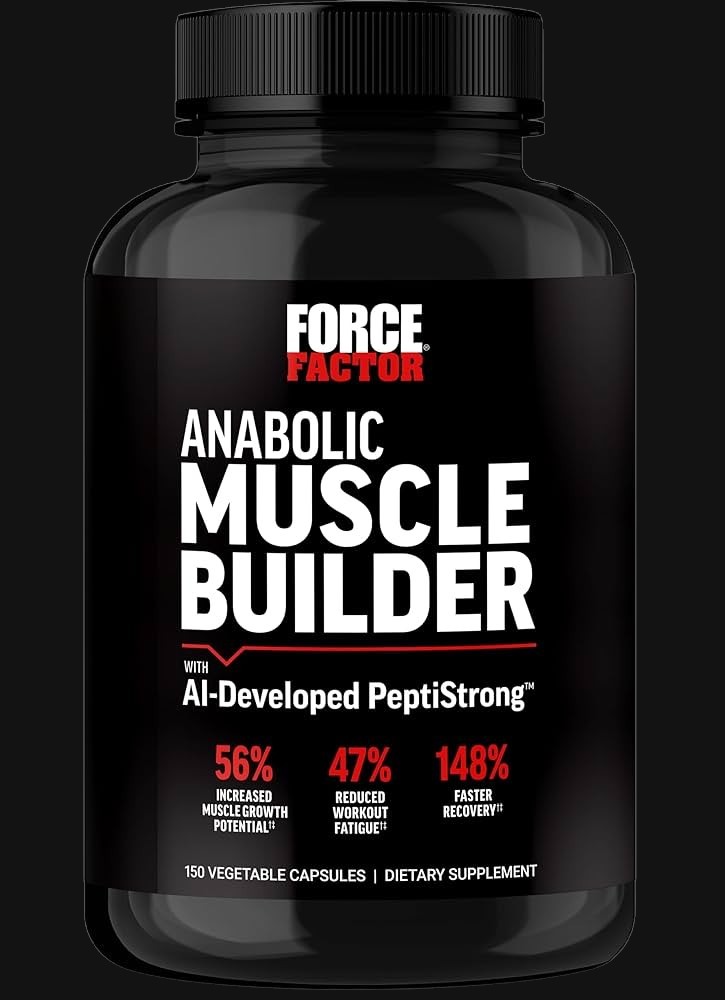 FORCE
FACTOR®
ANABOLIC
MUSCLE
BUILDER
WITH
AI-Developed PeptiStrong™
56%
INCREASED
MUSCLE GROWTH
POTENTIAL†‡
47%
REDUCED
WORKOUT
FATIGUE†‡
148%
FASTER
RECOVERY†‡
150 VEGETABLE CAPSULES | DIETARY SUPPLEMENT